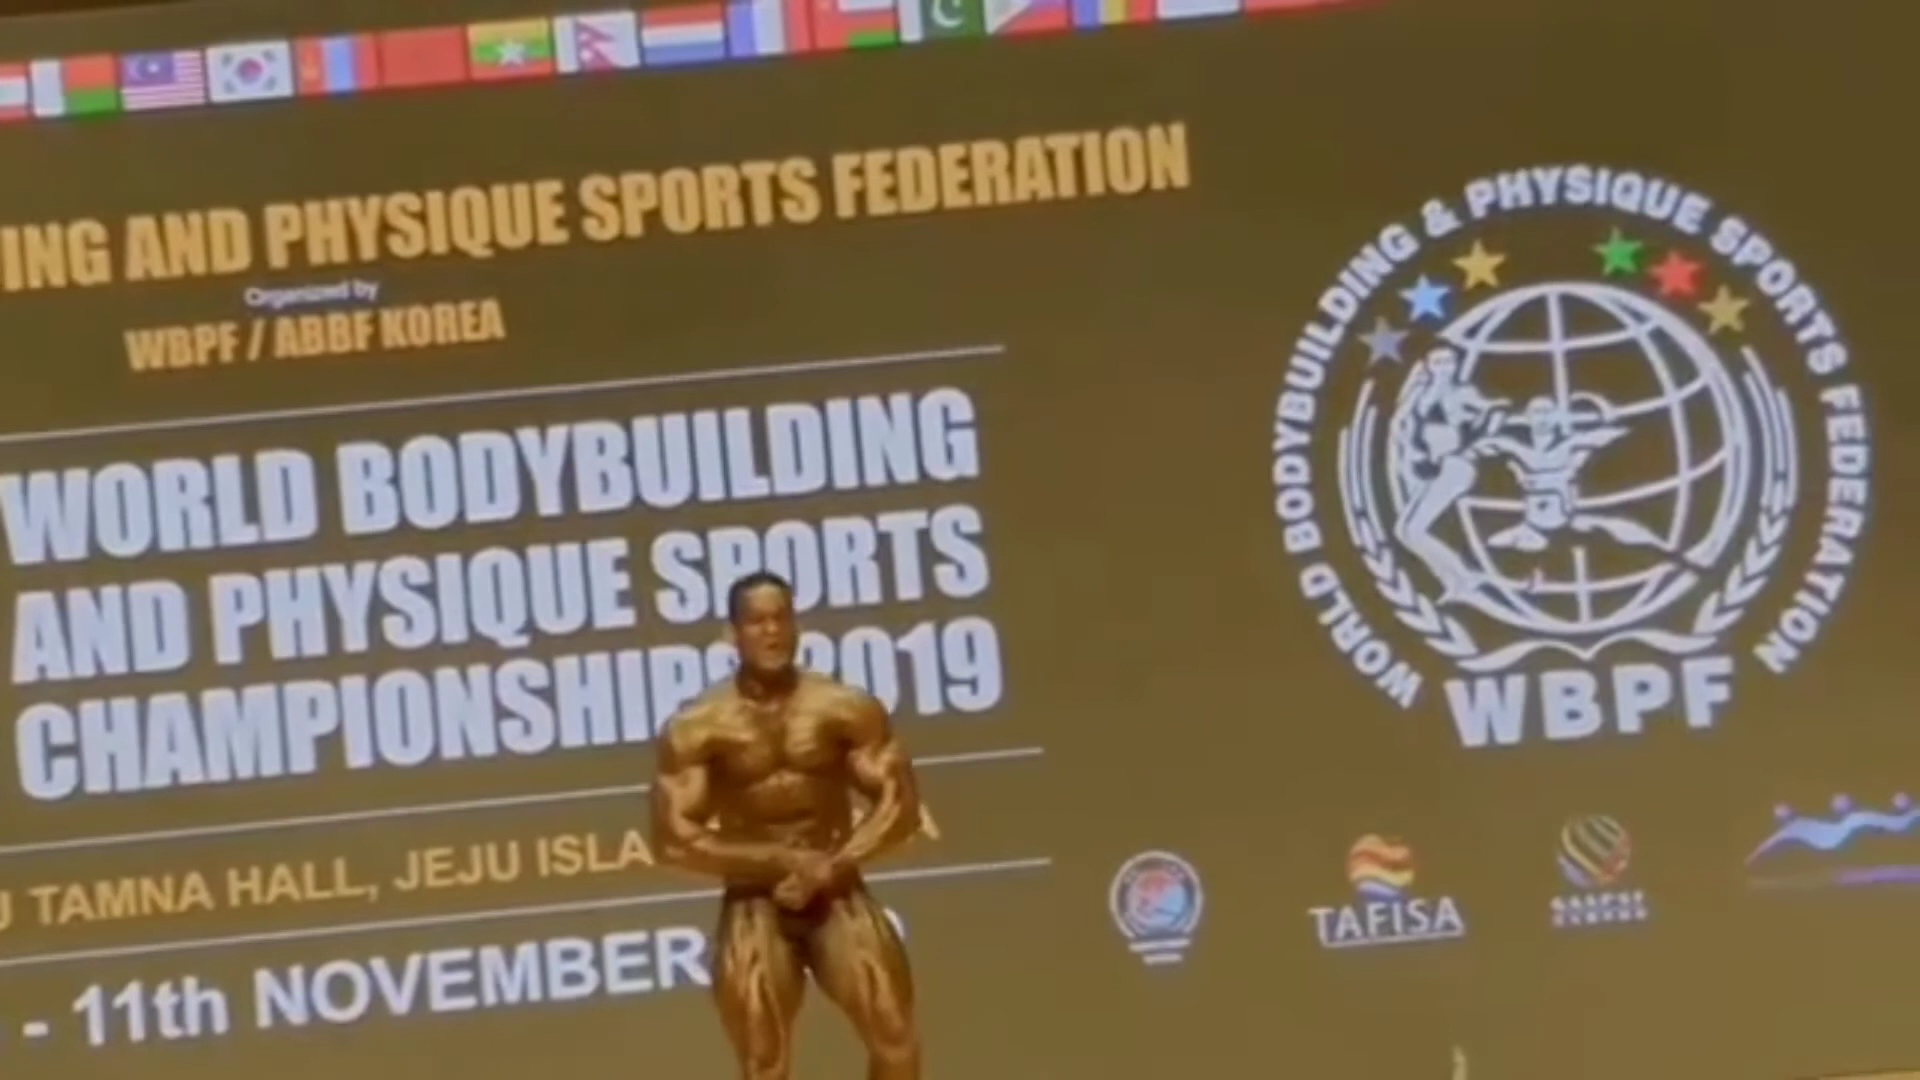 ING AND PHYSIQUE SPORTS FEDERATION
Organized by
WBPF / ABBF KOREA
WORLD BODYBUILDING
AND PHYSIQUE SPORTS
CHAMPIONSHIPS 2019
TAMNA HALL, JEJU ISLA
- 11th NOVEMBER
WORLD BODYBUILDING & PHYSIQUE SPORTS FEDERATION
WBPF
TAFISA